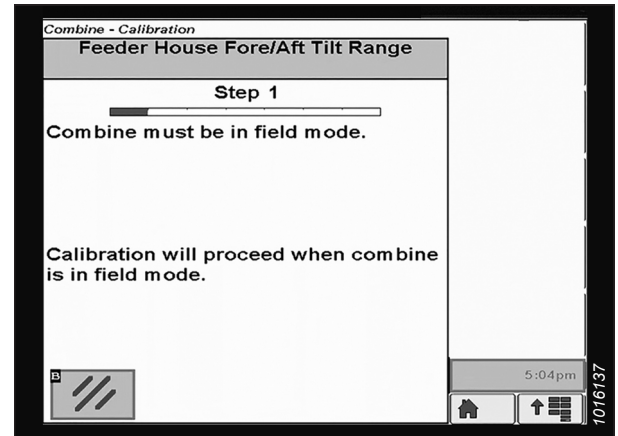 Combine - Calibration
Feeder House Fore/Aft Tilt Range
Step 1
Combine must be in field mode.
Calibration will proceed when combine
is in field mode.
B
5:04pm
1016137